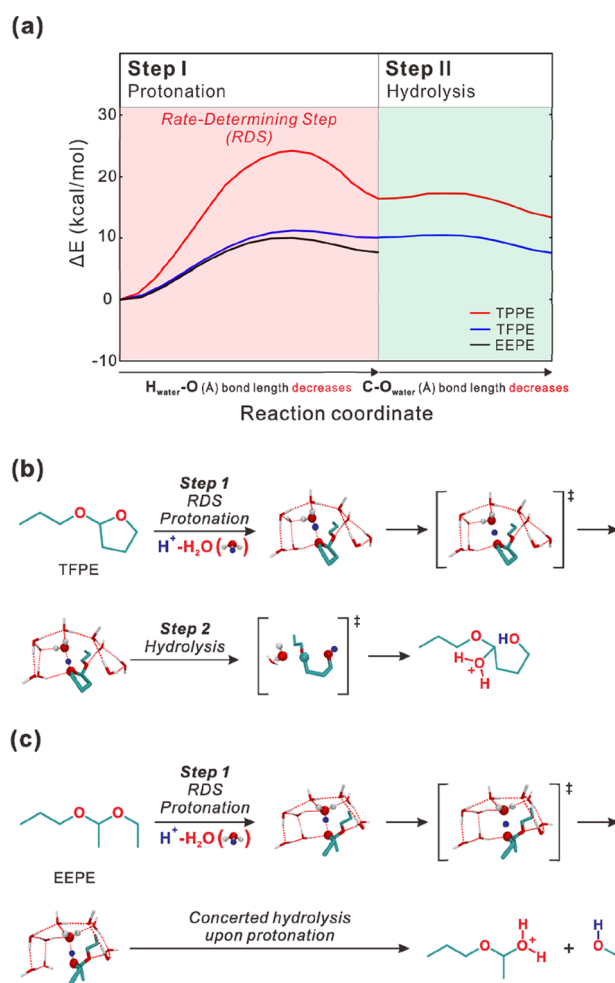 (a)
Step I
Protonation
Step II
Hydrolysis
Rate-Determining Step
(RDS)
ΔE (kcal/mol)
30
20
10
0
-10
TPPE
TFPE
EEPE
Hwater-O (Å) bond length decreases
C-Owater (Å) bond length decreases
Reaction coordinate
(b)
O
O
TFPE
Step 1
RDS
Protonation
H+-H2O ( )
‡
Step 2
Hydrolysis
‡
O
HO
H
O
+
H
(c)
O
O
EEPE
Step 1
RDS
Protonation
H+-H2O ( )
‡
Concerted hydrolysis
upon protonation
H
O
O
+
H
+
H
O